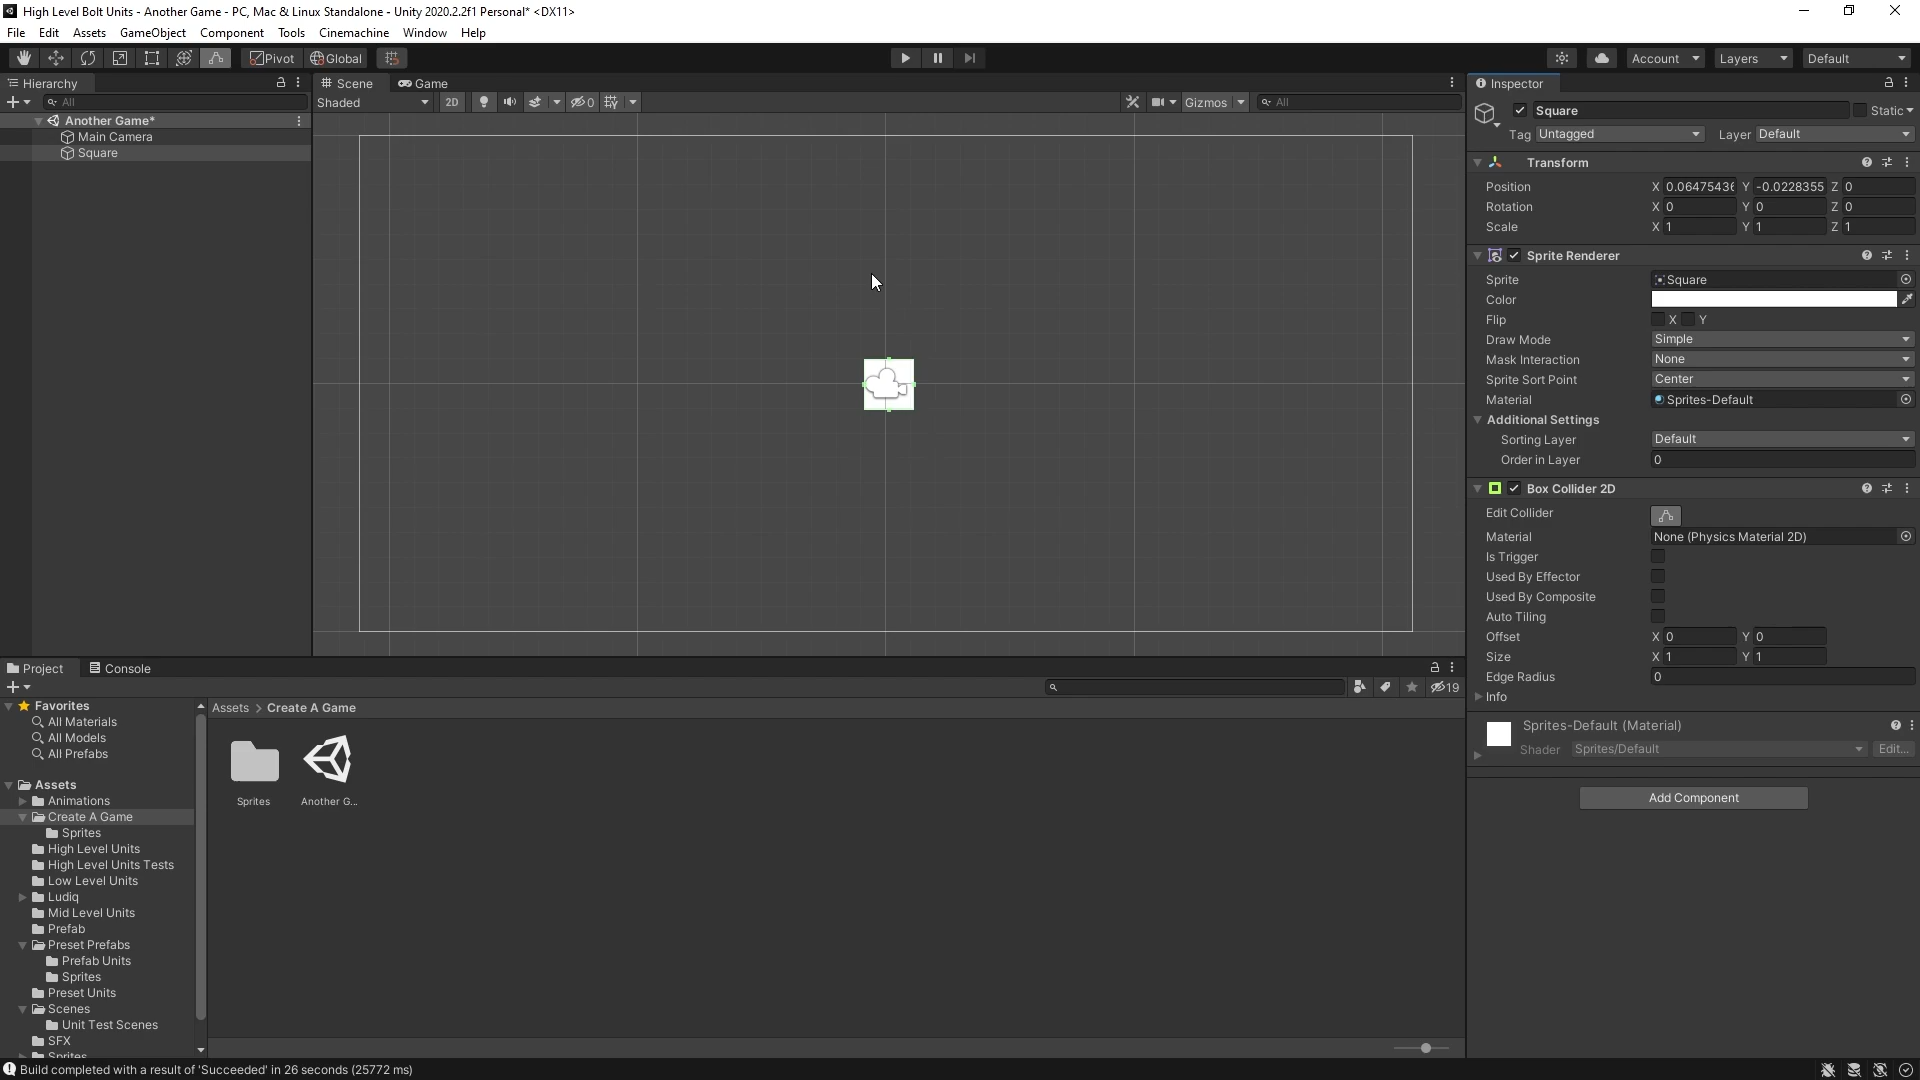 High Level Bolt Units - Another Game - PC, Mac & Linux Standalone - Unity 2020.2.2f1 Personal* <DX11>
File Edit Assets GameObject Component Tools Cinemachine Window Help
Pivot Global Account Layers Default
Hierarchy
All
Another Game*
Main Camera
Square
Scene Game
Shaded 2D 0 Gizmos All
Inspector
Square Static
Tag Untagged Layer Default
Transform
Position X 0.06475436 Y -0.0228355 Z 0
Rotation X 0 Y 0 Z 0
Scale X 1 Y 1 Z 1
Sprite Renderer
Sprite Square
Color
Flip X Y
Draw Mode Simple
Mask Interaction None
Sprite Sort Point Center
Material Sprites-Default
Additional Settings
Sorting Layer Default
Order in Layer 0
Box Collider 2D
Edit Collider
Material None (Physics Material 2D)
Is Trigger
Used By Effector
Used By Composite
Auto Tiling
Offset X 0 Y 0
Size X 1 Y 1
Edge Radius 0
Info
Sprites-Default (Material)
Shader Sprites/Default Edit...
Add Component
Project Console
19
Favorites
All Materials
All Models
All Prefabs
Assets
Animations
Create A Game
Sprites
High Level Units
High Level Units Tests
Low Level Units
Ludiq
Mid Level Units
Prefab
Preset Prefabs
Prefab Units
Sprites
Preset Units
Scenes
Unit Test Scenes
SFX
Sprites
Assets > Create A Game
Sprites Another G...
Build completed with a result of 'Succeeded' in 26 seconds (25772 ms)